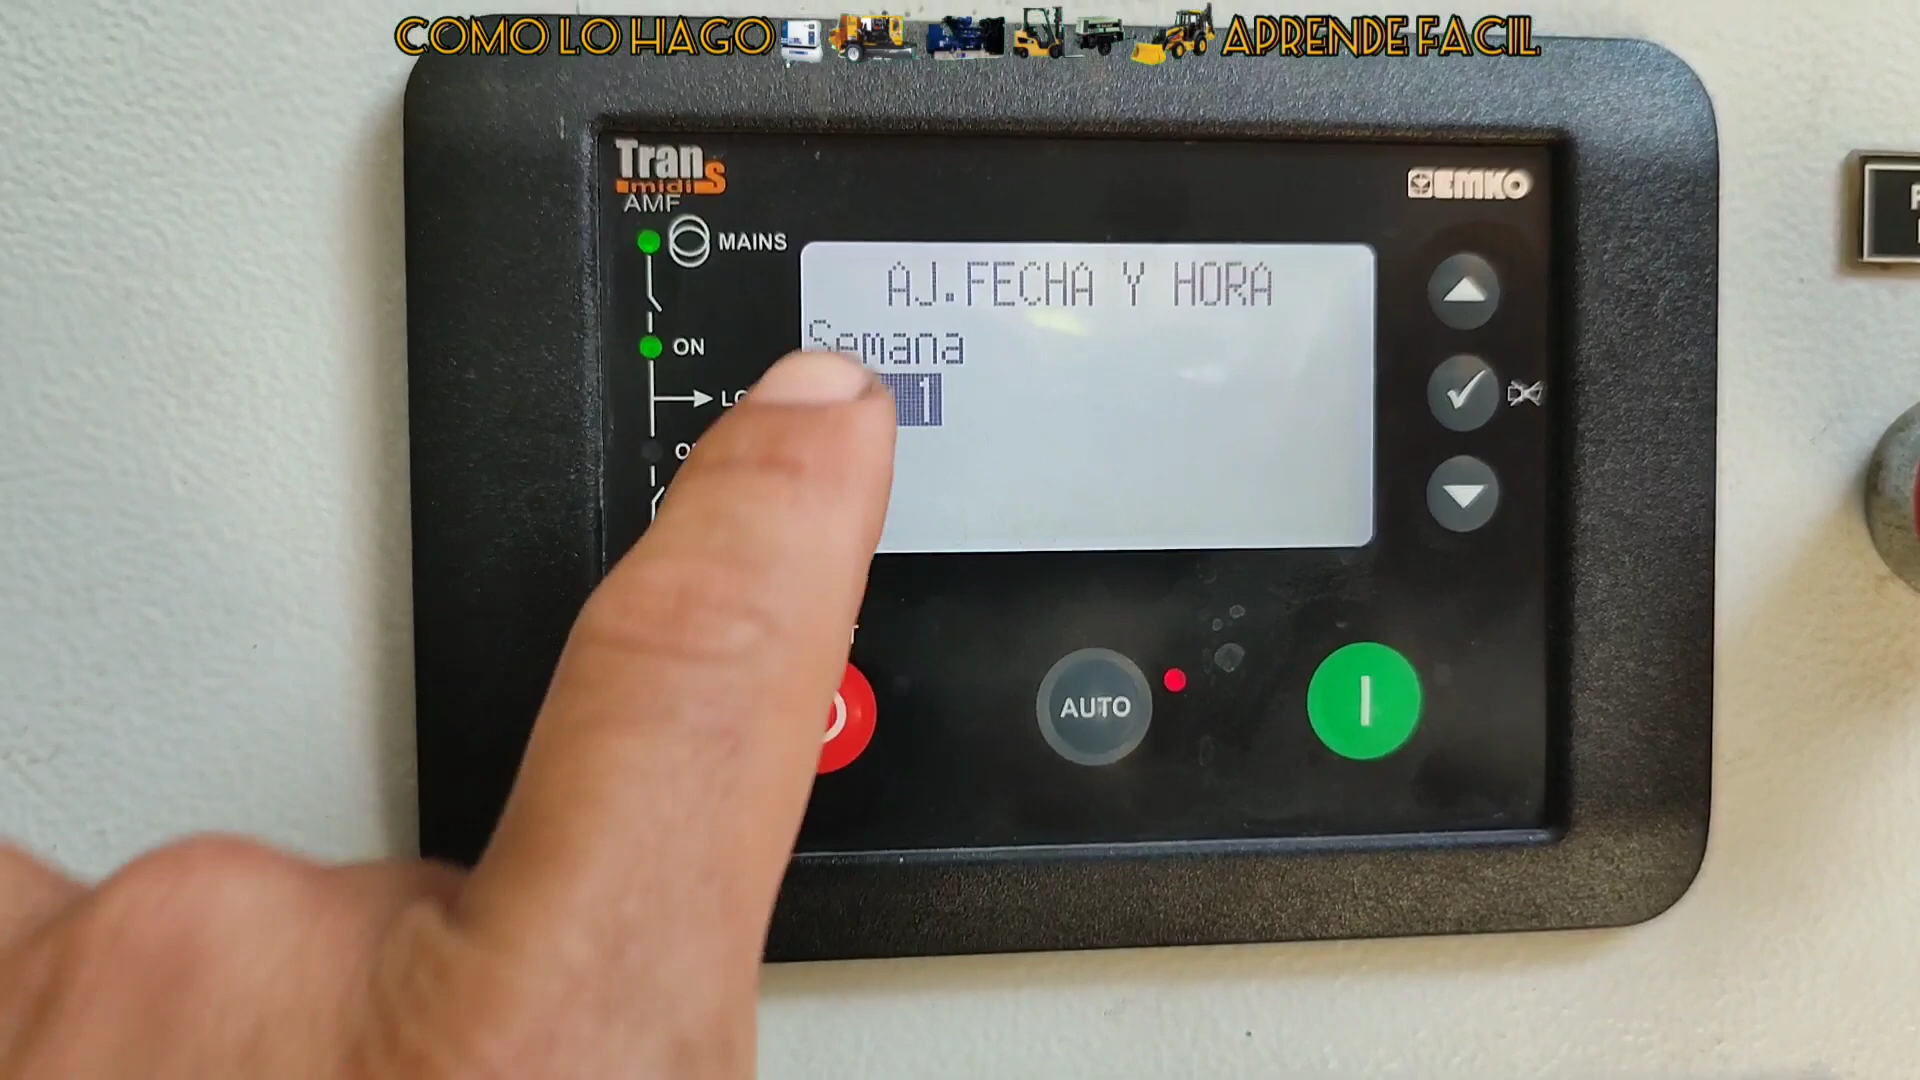 COMO LO HAGO APRENDE FACIL
Trans
midi
AMF
EMKO
MAINS
AJ.FECHA Y HORA
Semana
ON
1
AUTO